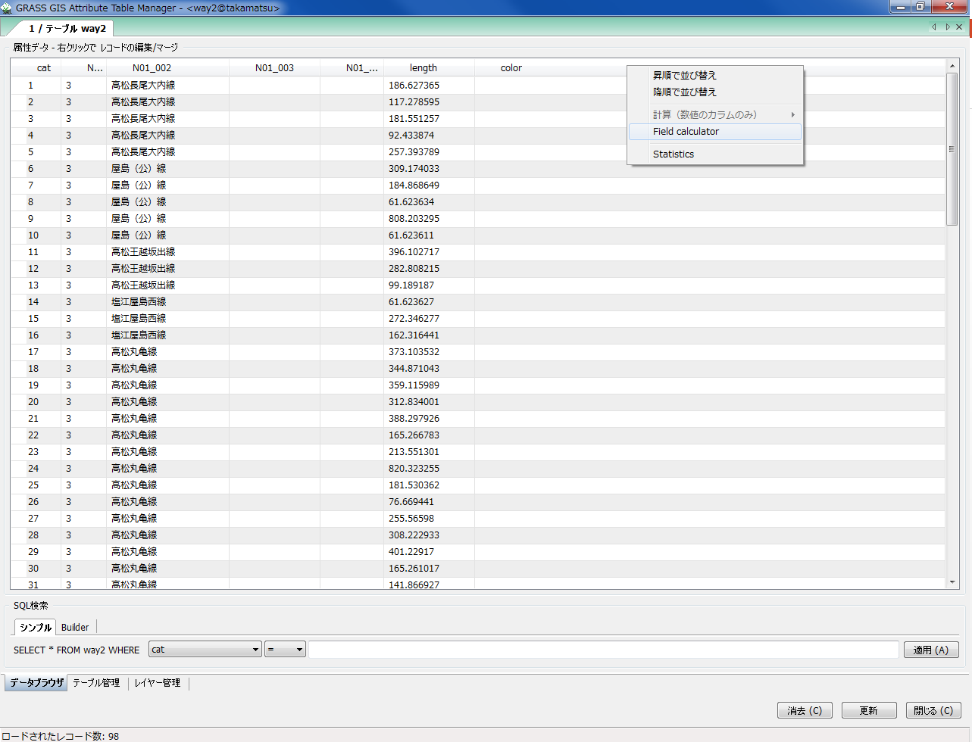 GRASS GIS Attribute Table Manager - <way2@takamatsu>
1 / テーブル way2
属性データ - 右クリックで レコードの編集/マージ
cat N... N01_002 N01_003 N01_... length color
1 3 高松長尾大内線 186.627365
2 3 高松長尾大内線 117.278595
3 3 高松長尾大内線 181.551257
4 3 高松長尾大内線 92.433874
5 3 高松長尾大内線 257.393789
6 3 屋島（公）線 309.174033
7 3 屋島（公）線 184.868649
8 3 屋島（公）線 61.623634
9 3 屋島（公）線 808.203295
10 3 屋島（公）線 61.623611
11 3 高松王越坂出線 396.102717
12 3 高松王越坂出線 282.808215
13 3 高松王越坂出線 99.189187
14 3 塩江屋島西線 61.623627
15 3 塩江屋島西線 272.346277
16 3 塩江屋島西線 162.316441
17 3 高松丸亀線 373.103532
18 3 高松丸亀線 344.871043
19 3 高松丸亀線 359.115989
20 3 高松丸亀線 312.834001
21 3 高松丸亀線 388.297926
22 3 高松丸亀線 165.266783
23 3 高松丸亀線 213.551301
24 3 高松丸亀線 820.323255
25 3 高松丸亀線 181.530362
26 3 高松丸亀線 76.669441
27 3 高松丸亀線 255.56598
28 3 高松丸亀線 308.222933
29 3 高松丸亀線 401.22917
30 3 高松丸亀線 165.261017
31 3 高松丸亀線 141.866927
昇順で並び替え
降順で並び替え
計算（数値のカラムのみ）
Field calculator
Statistics
SQL検索
シンプル Builder
SELECT * FROM way2 WHERE cat = 適用 (A)
データブラウザ テーブル管理 レイヤー管理
消去 (C) 更新 閉じる (C)
ロードされたレコード数: 98